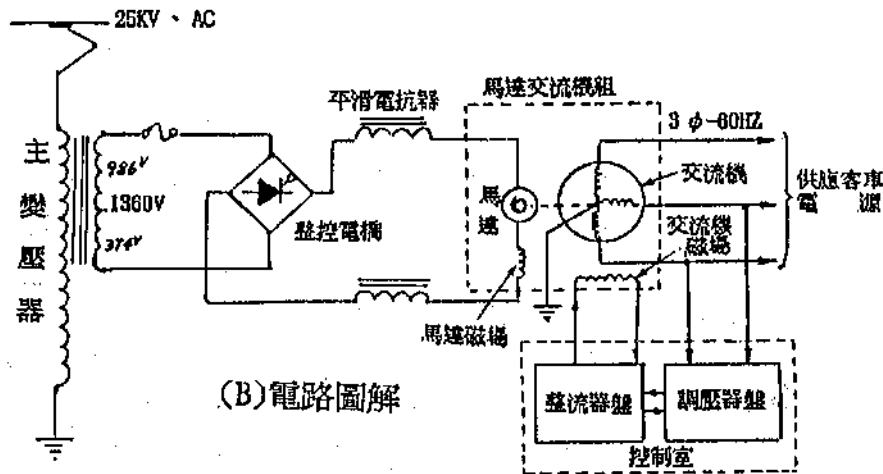 25KV、AC
主變壓器
986V
1360V
374V
整控電橋
平滑電抗器
馬達交流機組
3 φ-60HZ
馬達
交流機
交流機
磁場
供應客車
電 源
馬達磁場
(B)電路圖解
整流器盤
調壓器盤
控制室